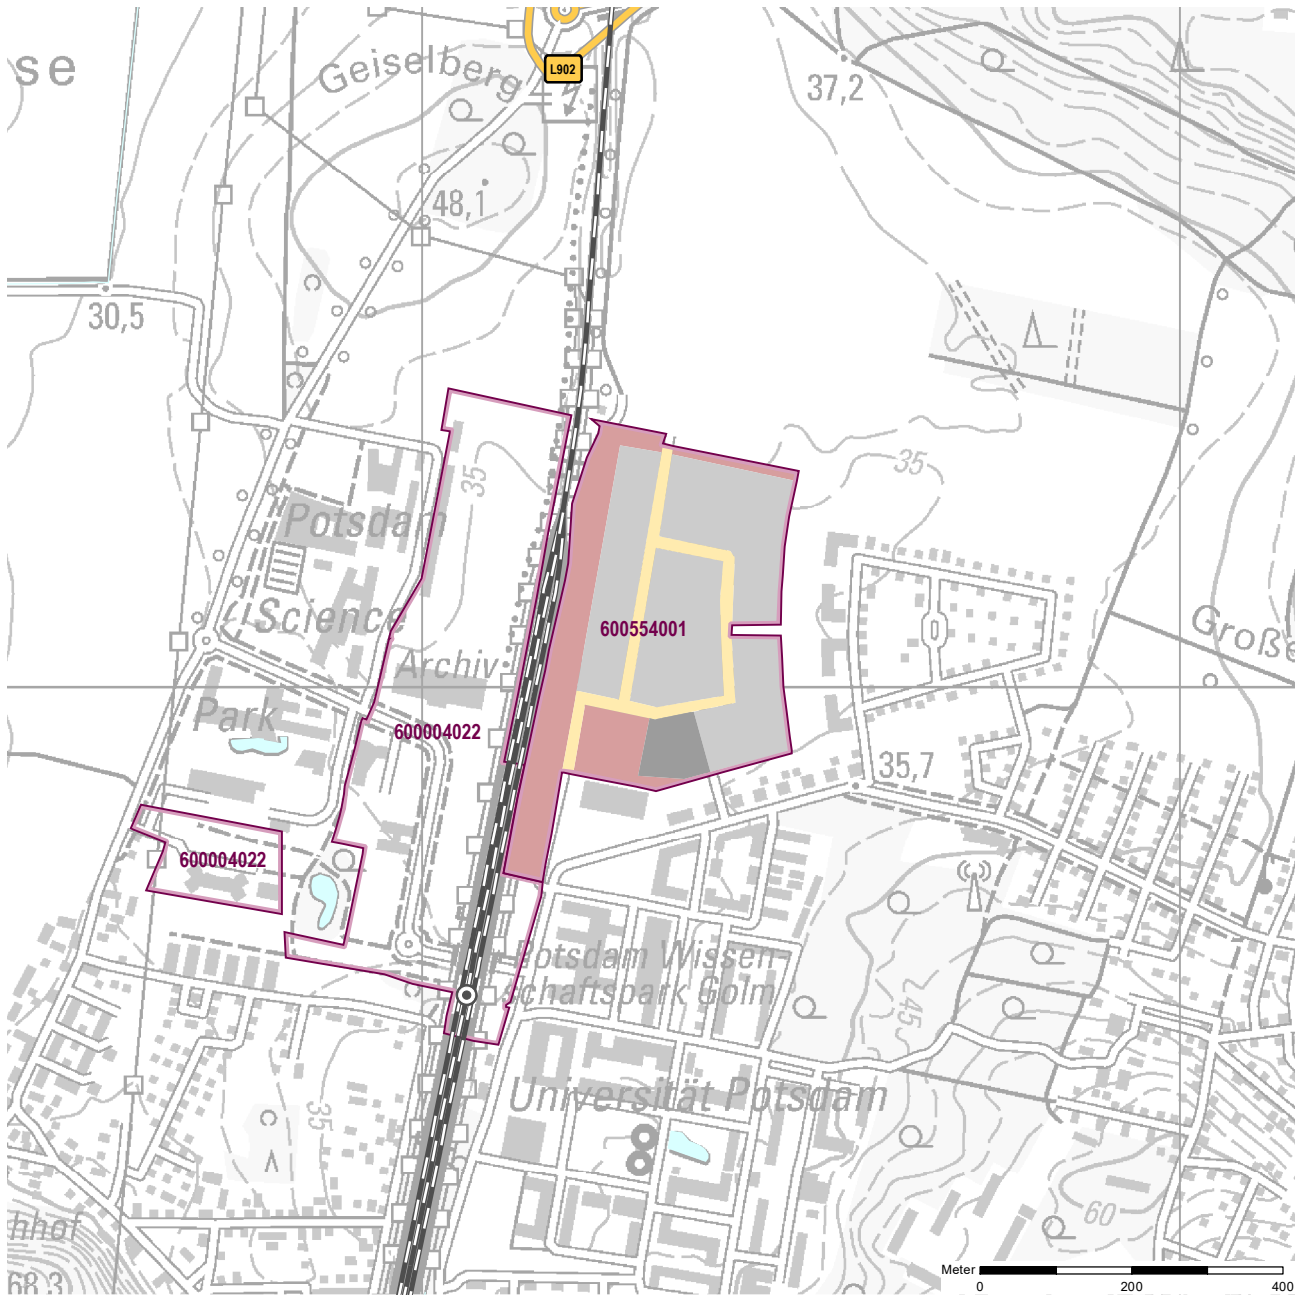 se
Geiselberg
L902
37,2
48,1
30,5
35
35
Potsdam
Science
600554001
Große
Archiv
Park
600004022
35,7
600004022
Potsdam Wissen-
schaftspark Golm
45
Universität Potsdam
35
60
hhof
68,3
Meter
0
200
400